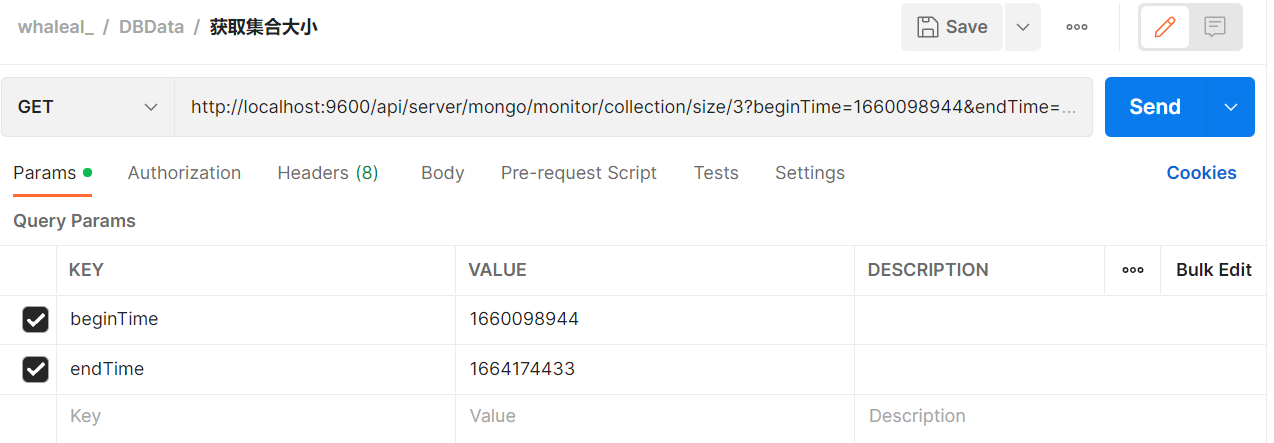 whaleal_ / DBData / 获取集合大小
Save
GET
http://localhost:9600/api/server/mongo/monitor/collection/size/3?beginTime=1660098944&endTime=...
Send
Params Authorization Headers (8) Body Pre-request Script Tests Settings Cookies
Query Params
KEY VALUE DESCRIPTION Bulk Edit
beginTime 1660098944
endTime 1664174433
Key Value Description